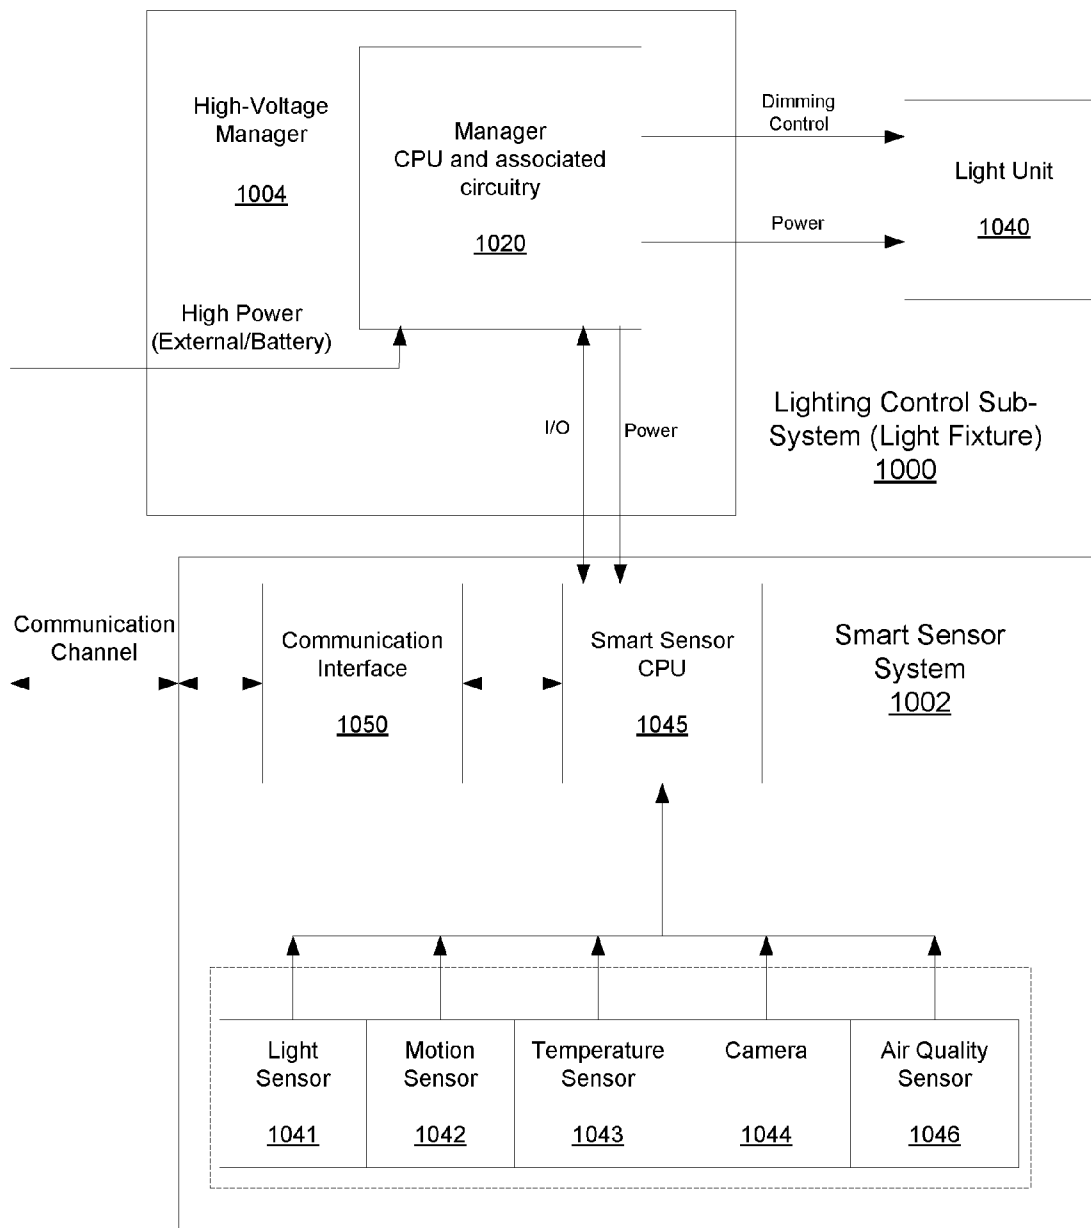 High-Voltage
Manager
1004
Manager
CPU and associated
circuitry
1020
Dimming
Control
Power
Light Unit
1040
High Power
(External/Battery)
I/O
Power
Lighting Control Sub-
System (Light Fixture)
1000
Communication
Channel
Communication
Interface
1050
Smart Sensor
CPU
1045
Smart Sensor
System
1002
Light
Sensor
1041
Motion
Sensor
1042
Temperature
Sensor
1043
Camera
1044
Air Quality
Sensor
1046